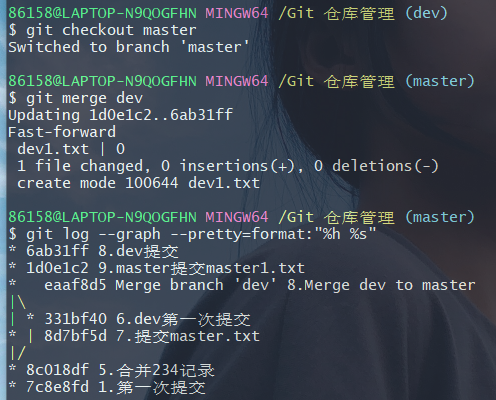 86158@LAPTOP-N9QOGFHN MINGW64 /Git 仓库管理 (dev)
$ git checkout master
Switched to branch 'master'
86158@LAPTOP-N9QOGFHN MINGW64 /Git 仓库管理 (master)
$ git merge dev
Updating 1d0e1c2..6ab31ff
Fast-forward
 dev1.txt | 0
 1 file changed, 0 insertions(+), 0 deletions(-)
 create mode 100644 dev1.txt
86158@LAPTOP-N9QOGFHN MINGW64 /Git 仓库管理 (master)
$ git log --graph --pretty=format:"%h %s"
* 6ab31ff 8.dev提交
* 1d0e1c2 9.master提交master1.txt
*   eaaf8d5 Merge branch 'dev' 8.Merge dev to master
|\
| * 331bf40 6.dev第一次提交
* | 8d7bf5d 7.提交master.txt
|/
* 8c018df 5.合并234记录
* 7c8e8fd 1.第一次提交